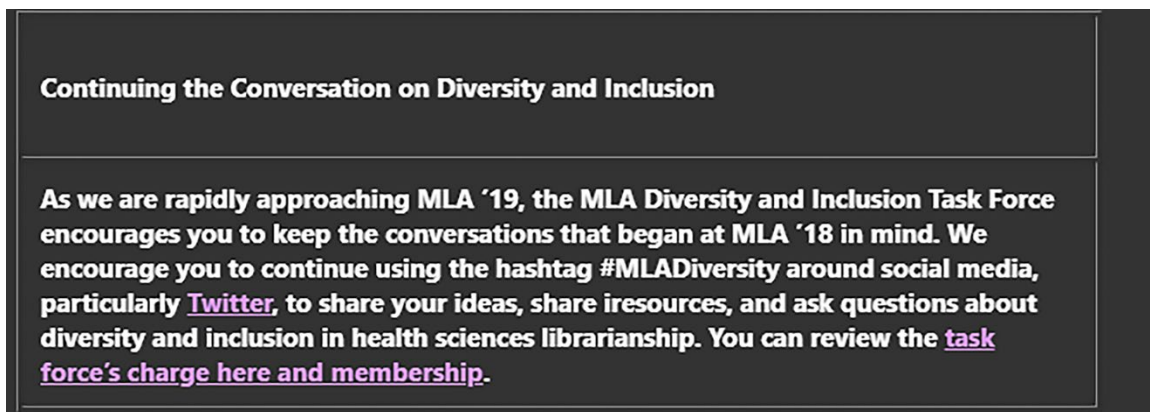 Continuing the Conversation on Diversity and Inclusion
As we are rapidly approaching MLA ´19, the MLA Diversity and Inclusion Task Force
encourages you to keep the conversations that began at MLA ´18 in mind. We
encourage you to continue using the hashtag #MLADiversity around social media,
particularly Twitter, to share your ideas, share iresources, and ask questions about
diversity and inclusion in health sciences librarianship. You can review the task
force’s charge here and membership.